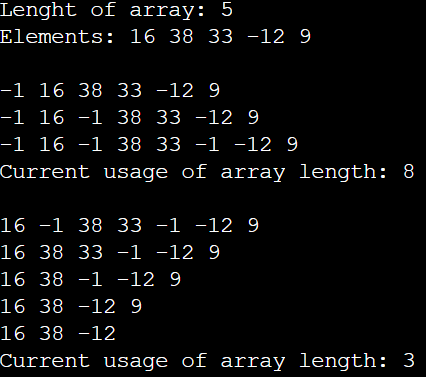 Lenght of array: 5
Elements: 16 38 33 -12 9
-1 16 38 33 -12 9
-1 16 -1 38 33 -12 9
-1 16 -1 38 33 -1 -12 9
Current usage of array length: 8
16 -1 38 33 -1 -12 9
16 38 33 -1 -12 9
16 38 -1 -12 9
16 38 -12 9
16 38 -12
Current usage of array length: 3